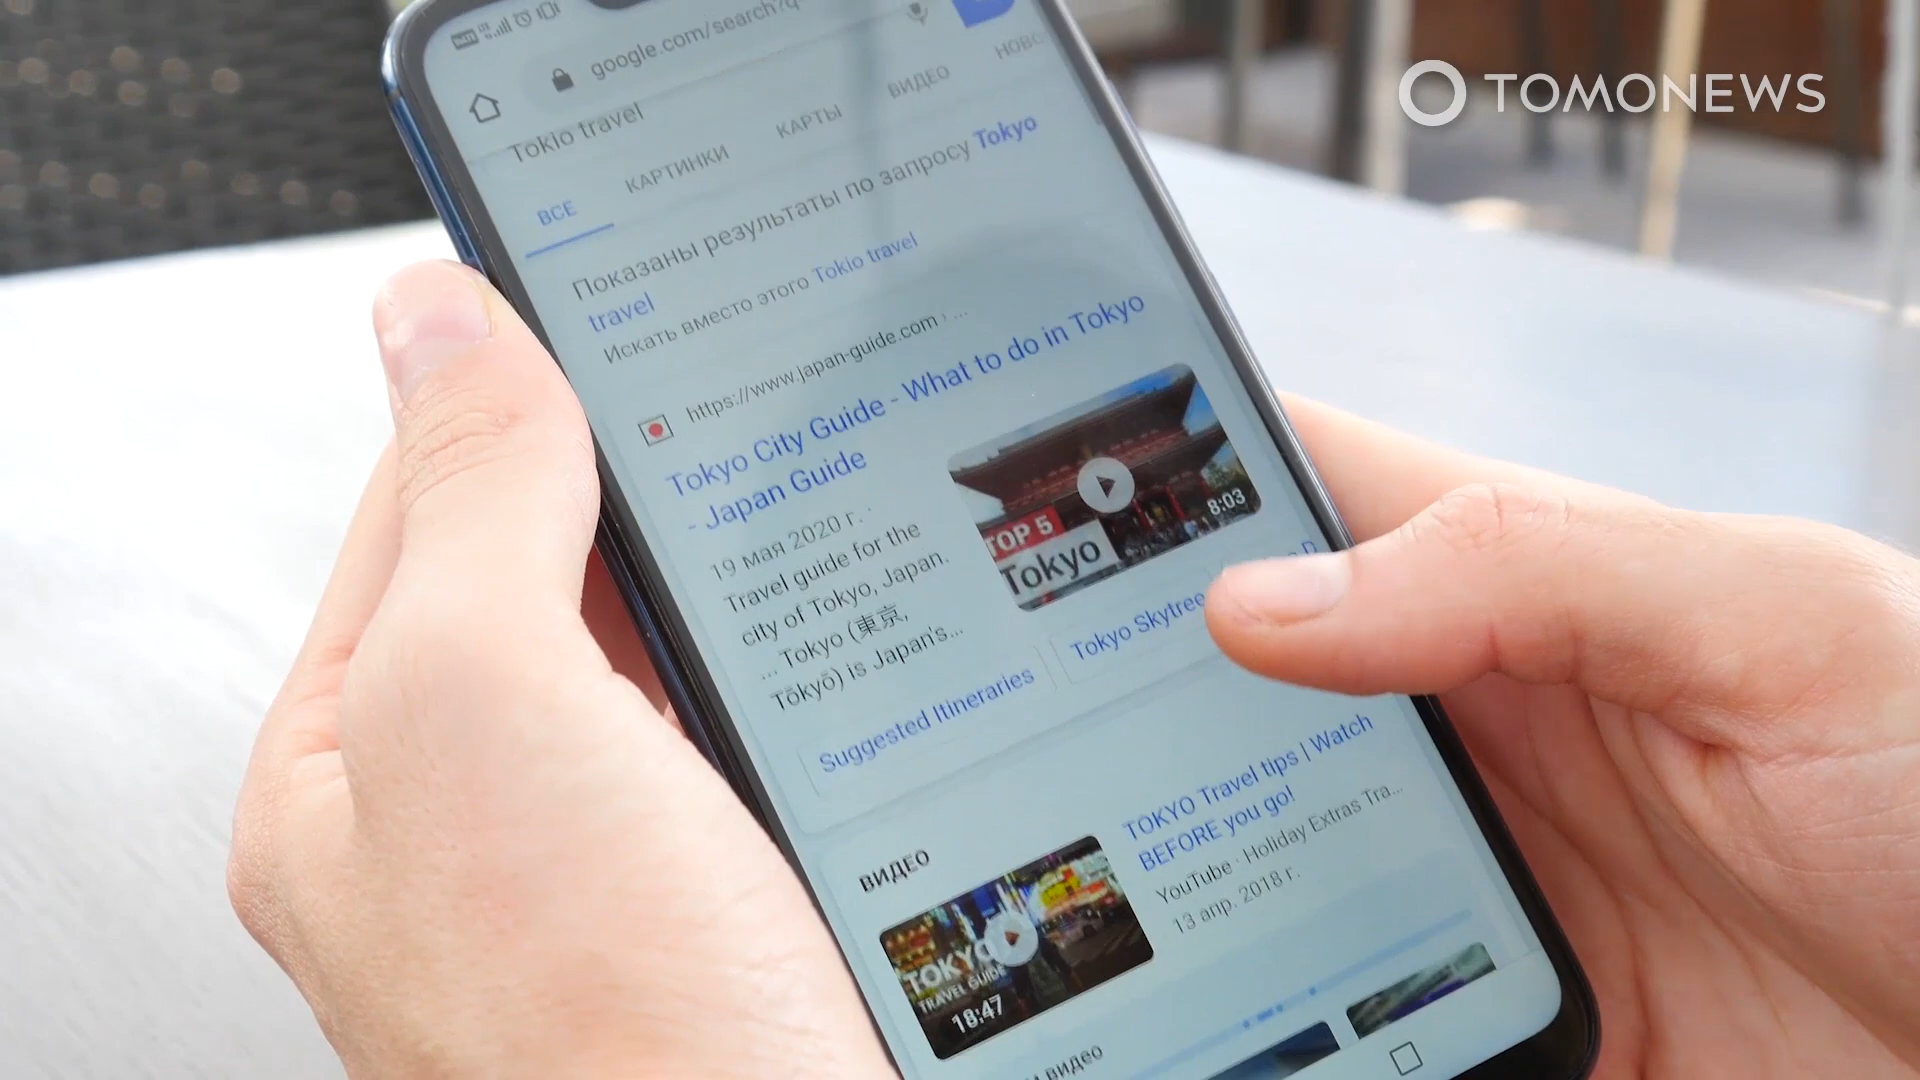 TOMONEWS
google.com/search?q
Tokio travel
ВСЕ КАРТИНКИ КАРТЫ ВИДЕО НОВО
Показаны результаты по запросу Tokyo
travel
Искать вместо этого Tokio travel
https://www.japan-guide.com › ...
Tokyo City Guide - What to do in Tokyo
- Japan Guide
19 мая 2020 г. ·
Travel guide for the
city of Tokyo, Japan.
... Tokyo (東京,
Tōkyō) is Japan's...
TOP 5
Tokyo
8:03
Suggested Itineraries
Tokyo Skytree
ВИДЕО
TOKYO
TRAVEL GUIDE
18:47
TOKYO Travel tips | Watch
BEFORE you go!
YouTube · Holiday Extras Tra...
13 апр. 2018 г.
видео